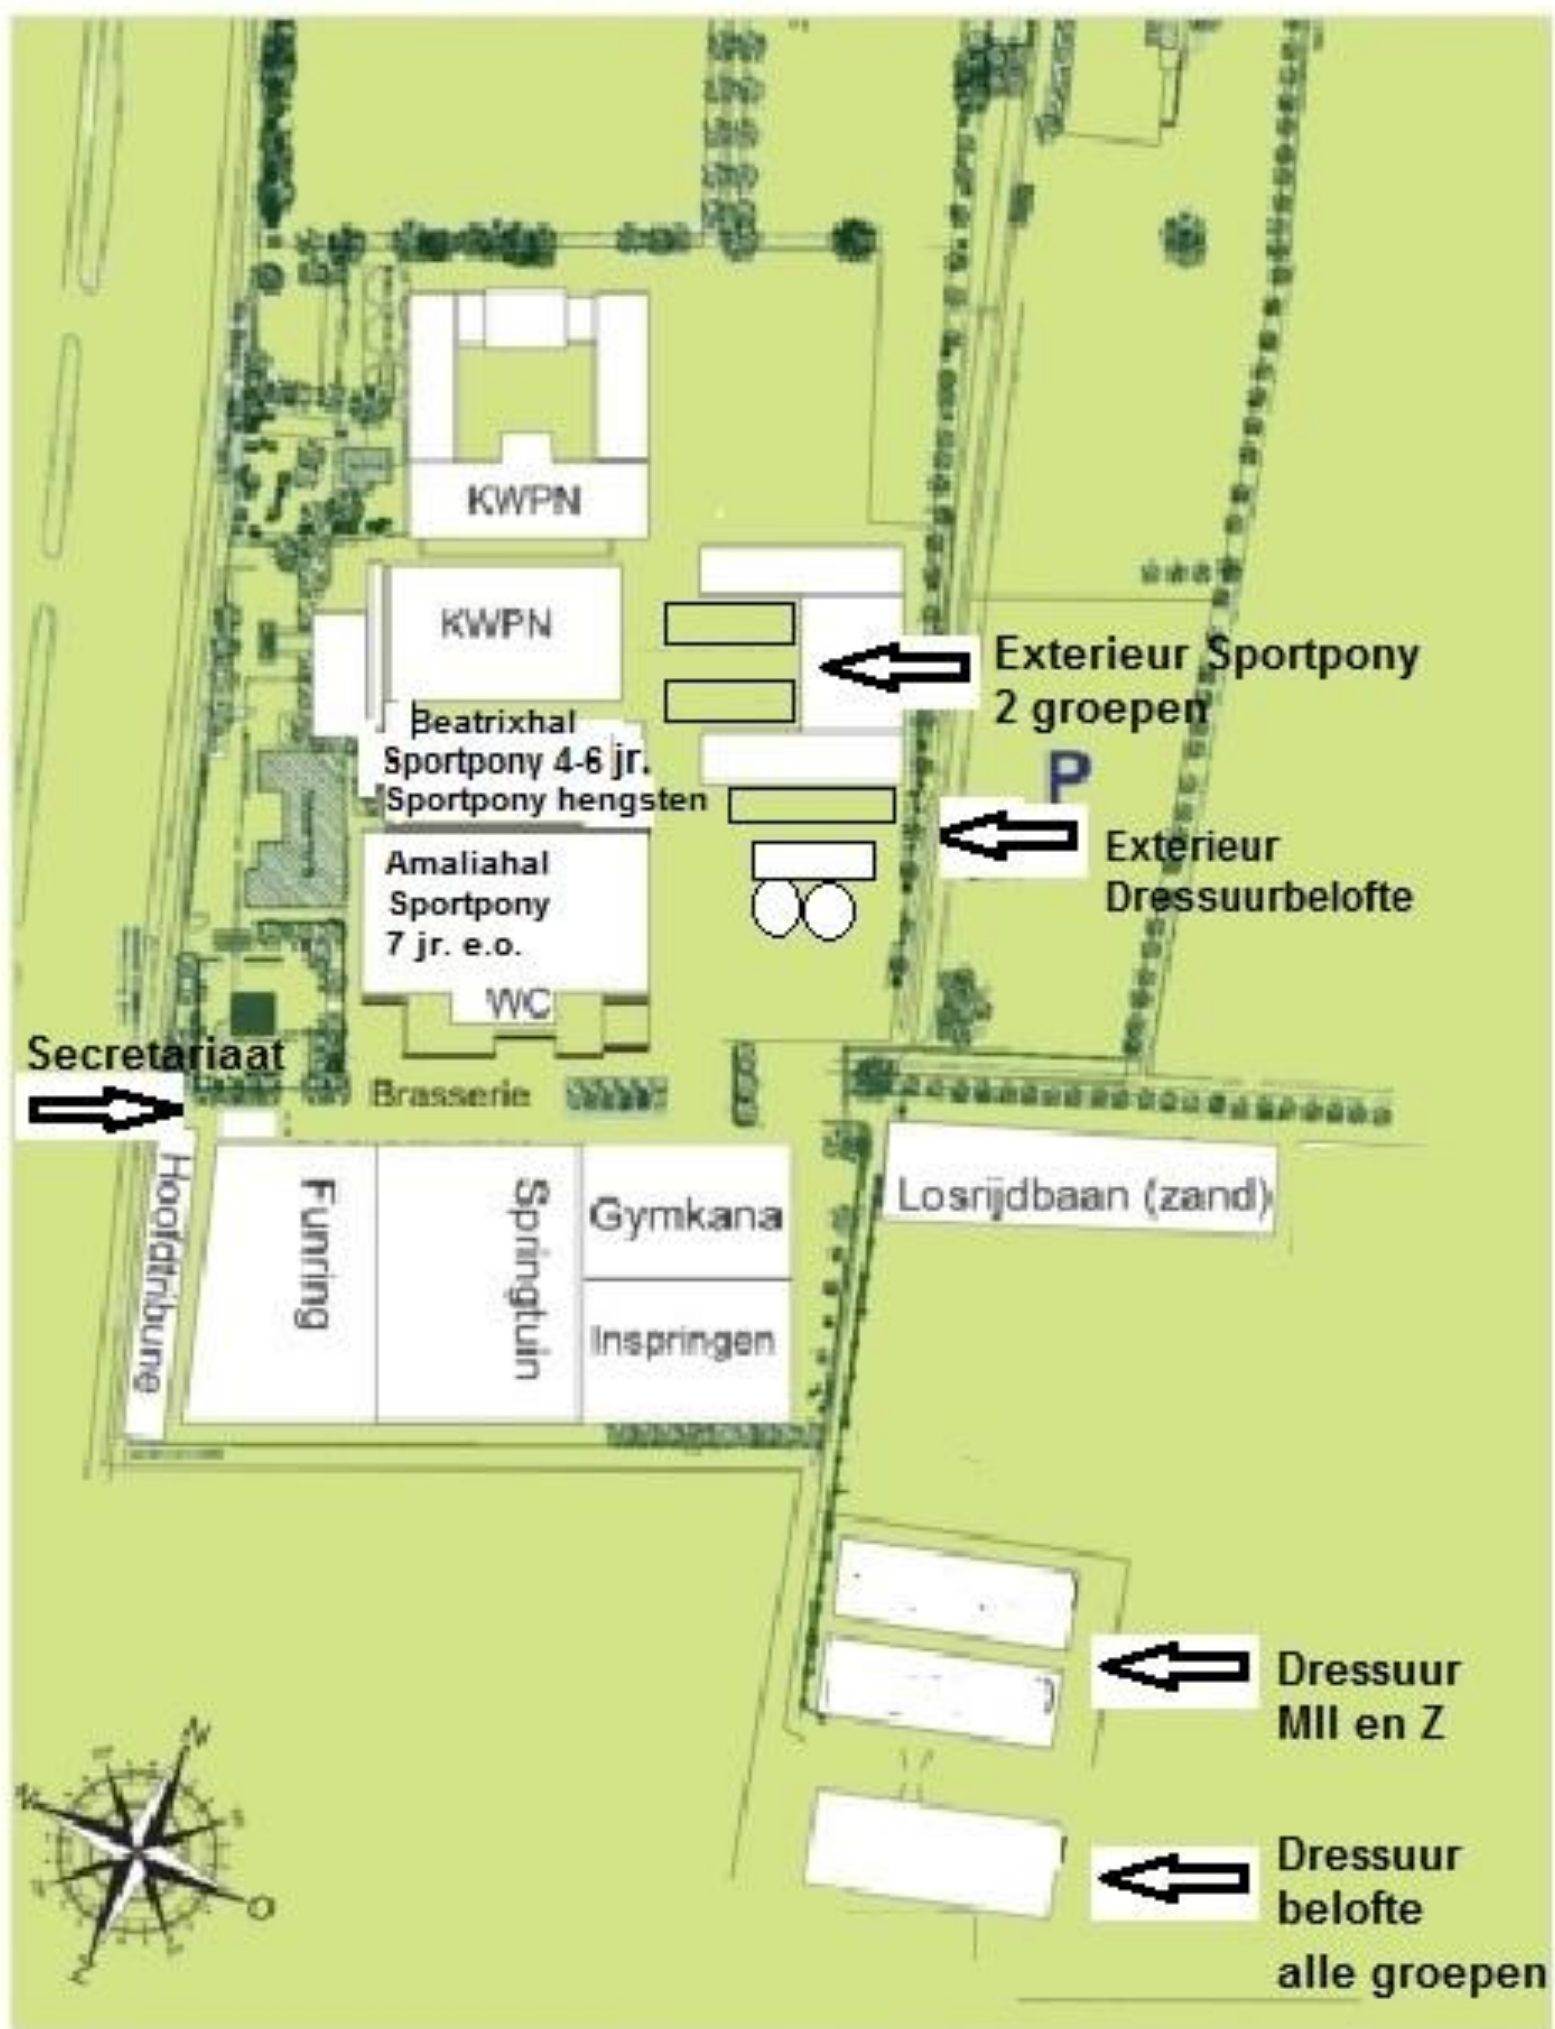 KWPN
KWPN
Exterieur Sportpony
2 groepen
Beatrixhal
Sportpony 4-6 jr.
Sportpony hengsten
P
Exterieur
Dressuurbelofte
Amaliahal
Sportpony
7 jr. e.o.
WC
Secretariaat
Brasserie
Hoofdtribune
Funring
Springtuin
Gymkana
Inspringen
Losrijdbaan (zand)
Dressuur
MII en Z
Dressuur
belofte
alle groepen
N
O
Z